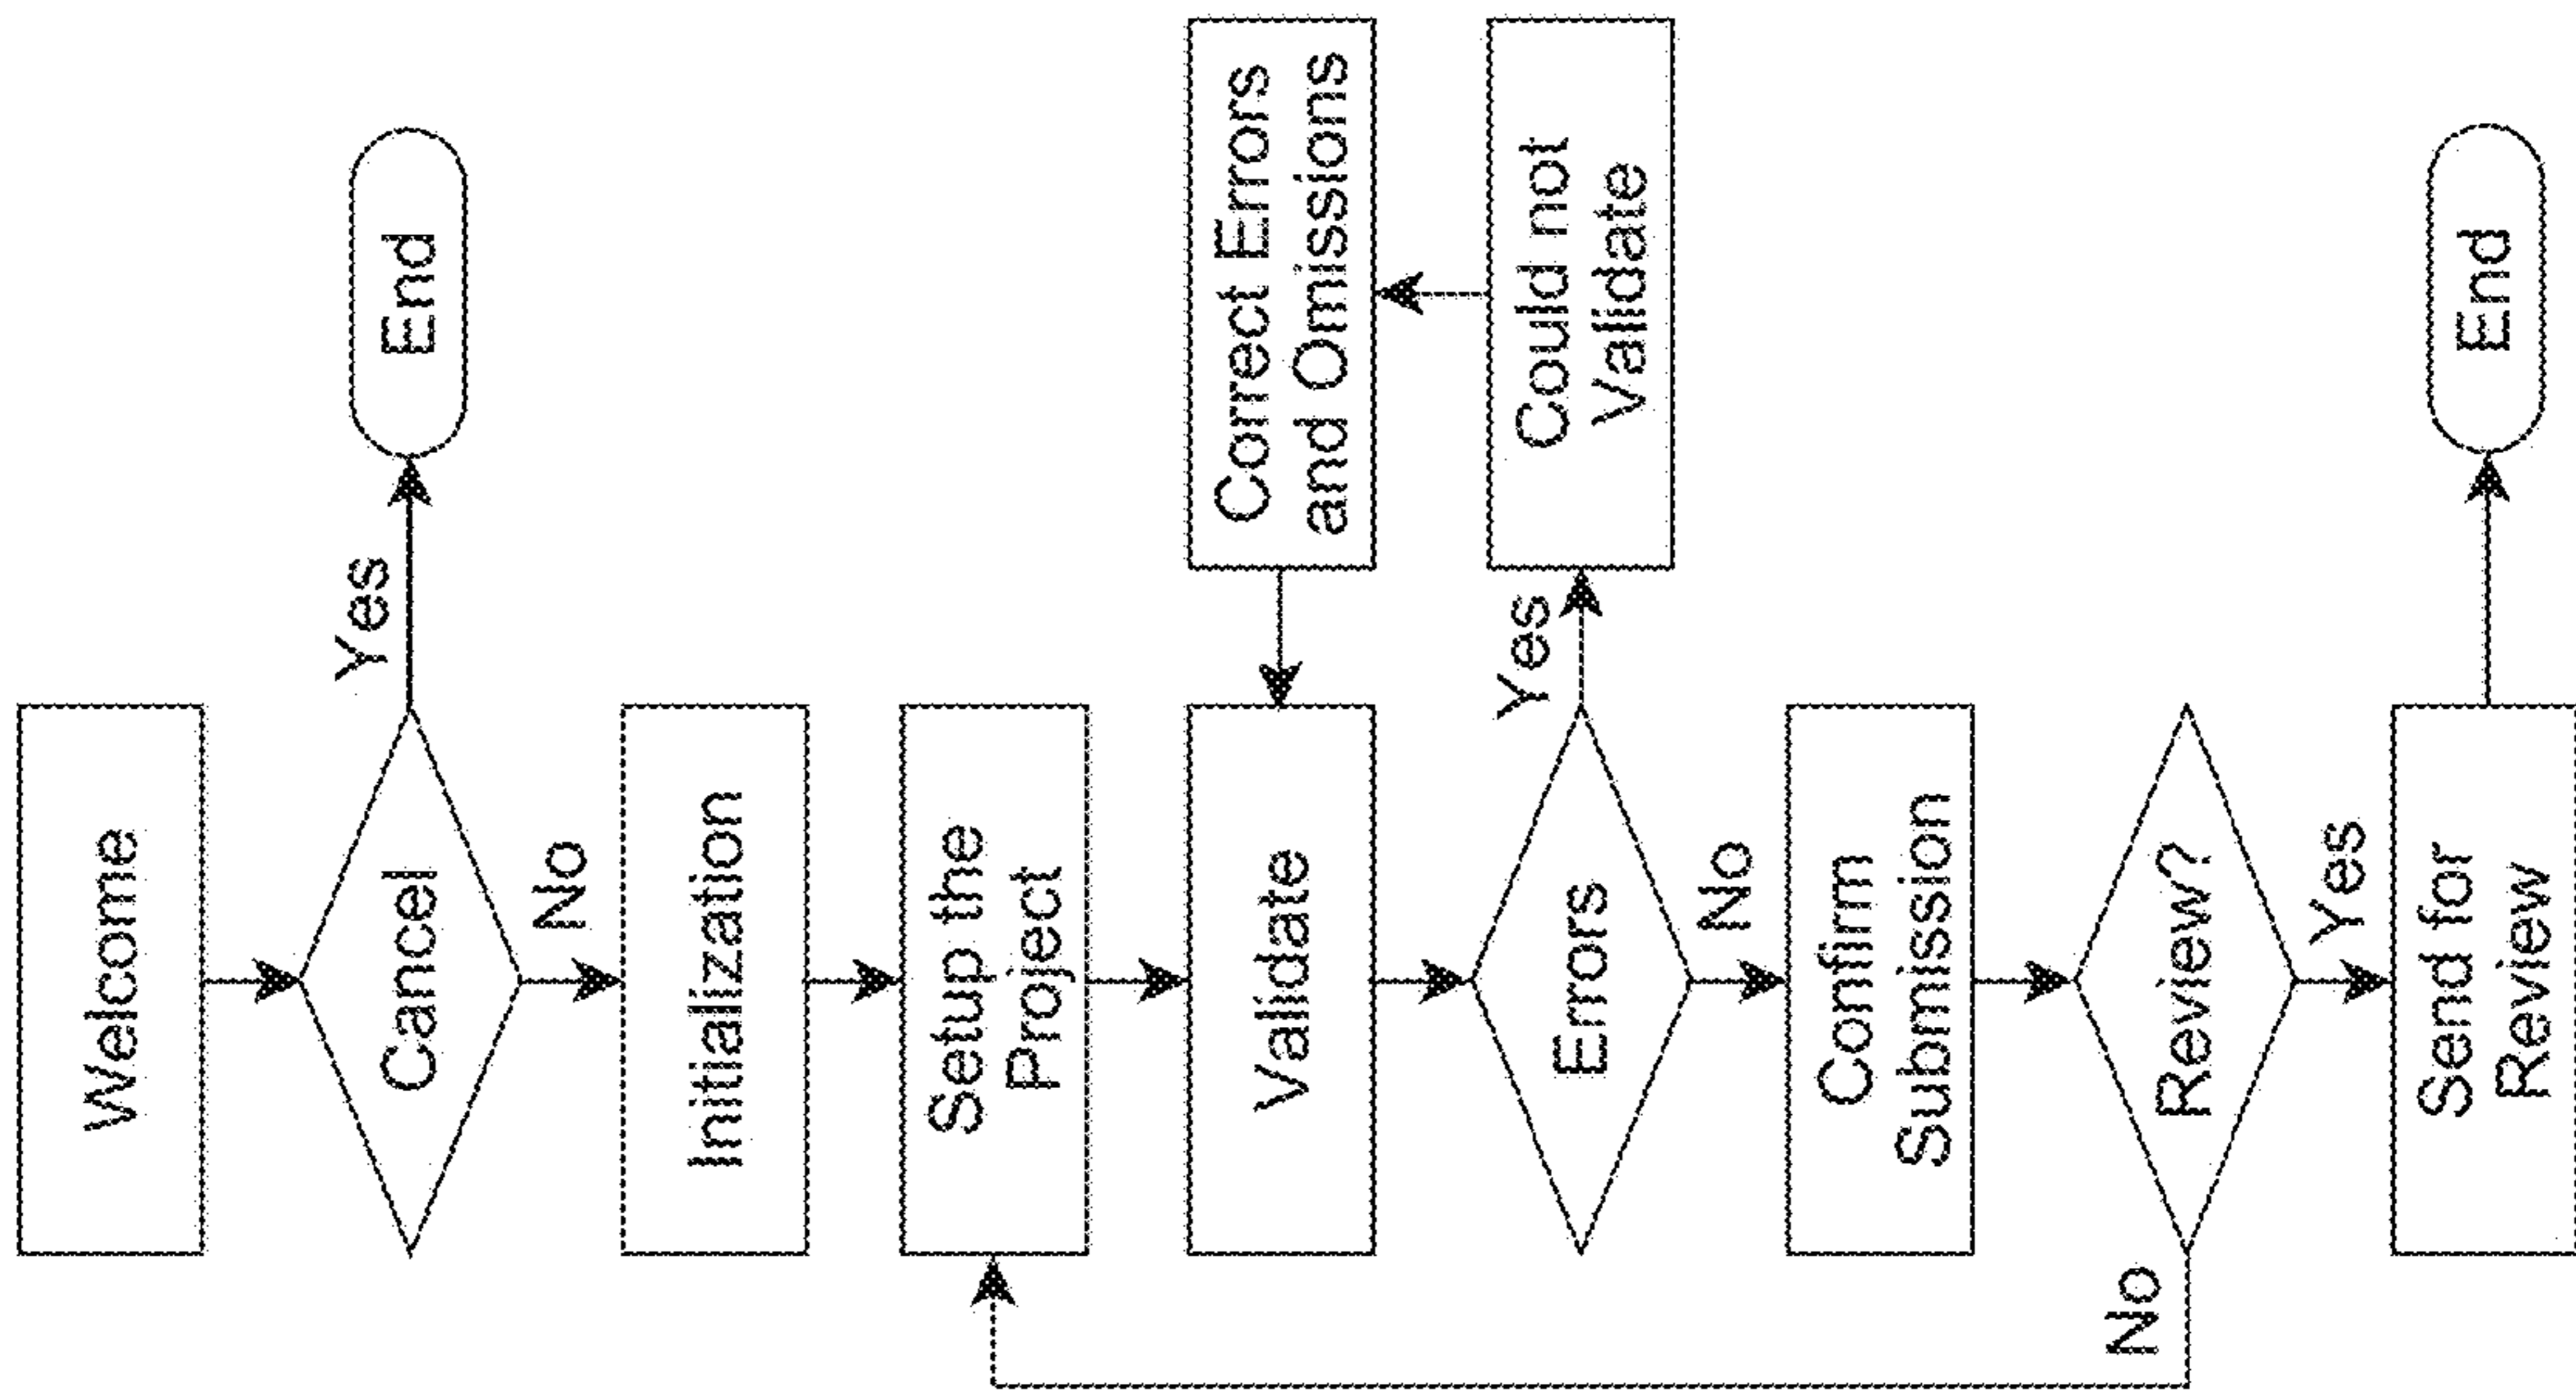 Welcome
Cancel
Yes
End
No
Initialization
Setup the
Project
Validate
Correct Errors
and Omissions
Errors
Yes
Could not
Validate
No
Confirm
Submission
Review?
No
Yes
Send for
Review
End